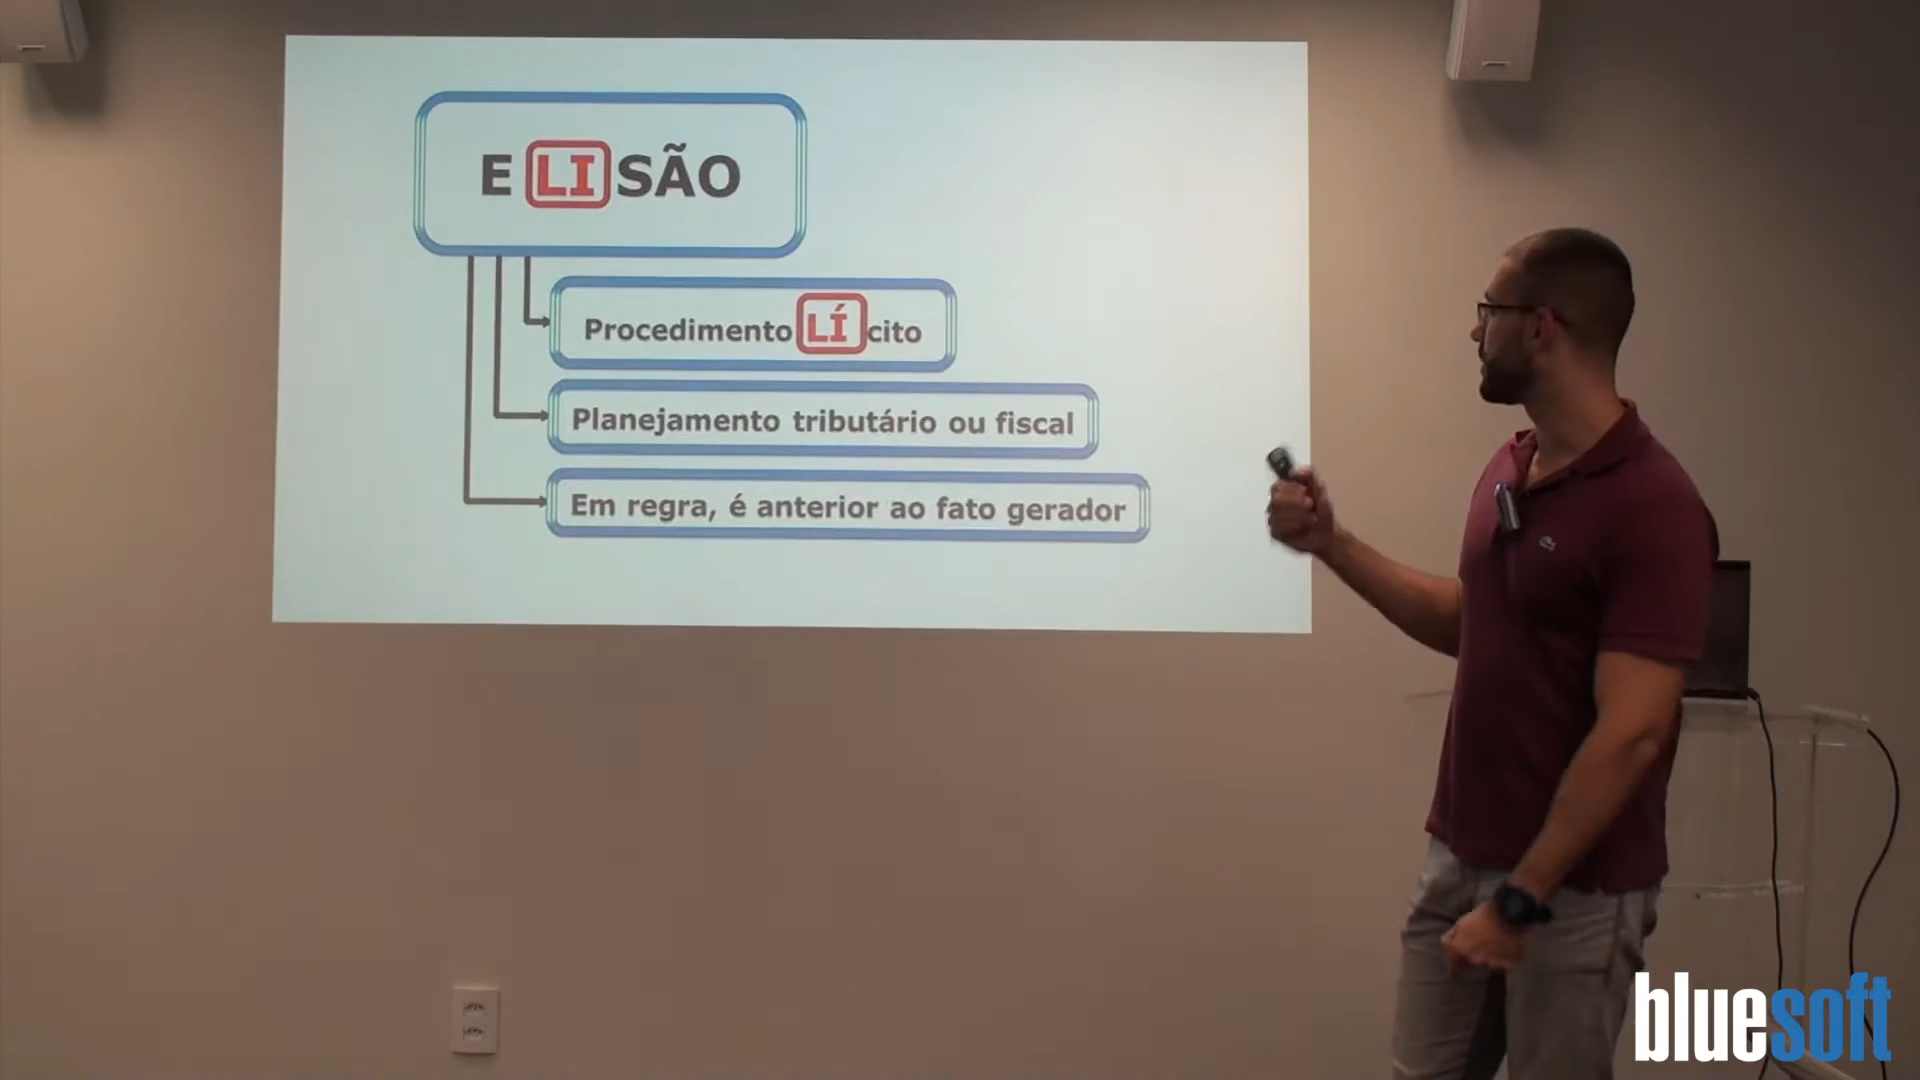 ELISÃO
Procedimento LÍcito
Planejamento tributário ou fiscal
Em regra, é anterior ao fato gerador
bluesoft